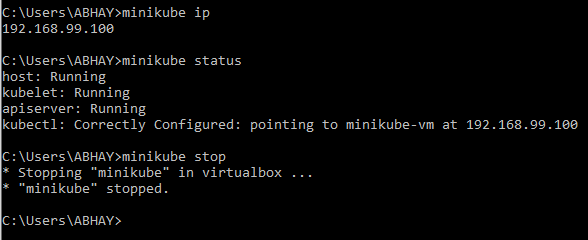 C:\Users\ABHAY>minikube ip
192.168.99.100
C:\Users\ABHAY>minikube status
host: Running
kubelet: Running
apiserver: Running
kubectl: Correctly Configured: pointing to minikube-vm at 192.168.99.100
C:\Users\ABHAY>minikube stop
* Stopping "minikube" in virtualbox ...
* "minikube" stopped.
C:\Users\ABHAY>